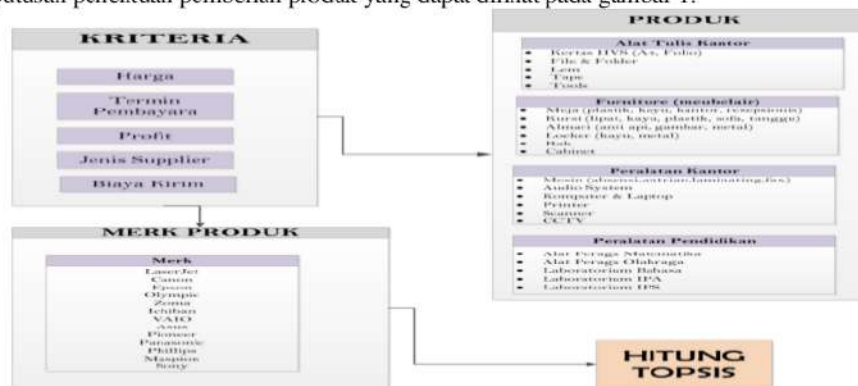 penentuan pembelian produk yang dapat dilihat pada gambar 1.
KRITERIA
Harga
Termin
Pembayara
Profit
Jenis Supplier
Biaya Kirim
MERK PRODUK
Merk
LaserJet
Canon
Epson
Olympic
Zoma
Ichiban
VAIO
Asus
Pioneer
Panasonic
Phillips
Maspion
Sony
PRODUK
Alat Tulis Kantor
• Kertas HVS (A4, Folio)
• File & Folder
• Lem
• Tape
• Tools
Furniture (meubelair)
• Meja (plastik, kayu, kantor, resepsionis)
• Kursi (lipat, kayu, plastik, sofa, tunggu)
• Almari (anti api, gambar, metal)
• Locker (kayu, metal)
• Rak
• Cabinet
Peralatan Kantor
• Mesin (absensi,antrian,laminating,fax)
• Audio System
• Komputer & Laptop
• Printer
• Scanner
• CCTV
Peralatan Pendidikan
• Alat Peraga Matematika
• Alat Peraga Olahraga
• Laboratorium Bahasa
• Laboratorium IPA
• Laboratorium IPS
HITUNG
TOPSIS